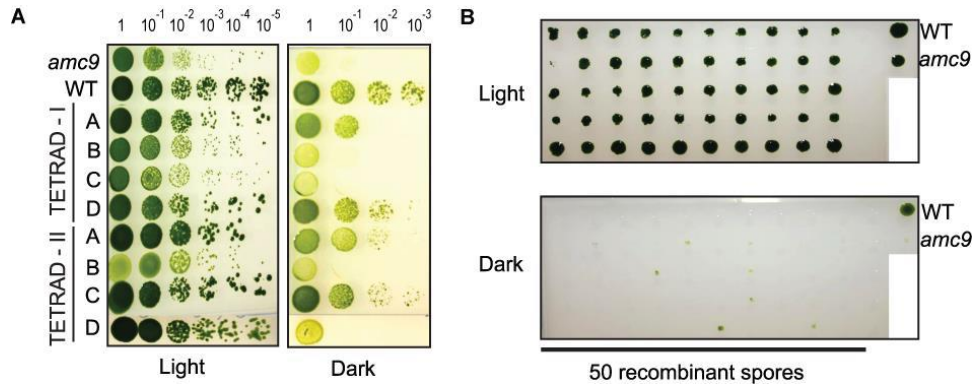 A
1 10⁻¹ 10⁻² 10⁻³ 10⁻⁴ 10⁻⁵
1 10⁻¹ 10⁻² 10⁻³
amc9
WT
TETRAD - I
A
B
C
D
TETRAD - II
A
B
C
D
Light
Dark
B
Light
WT
amc9
Dark
WT
amc9
50 recombinant spores